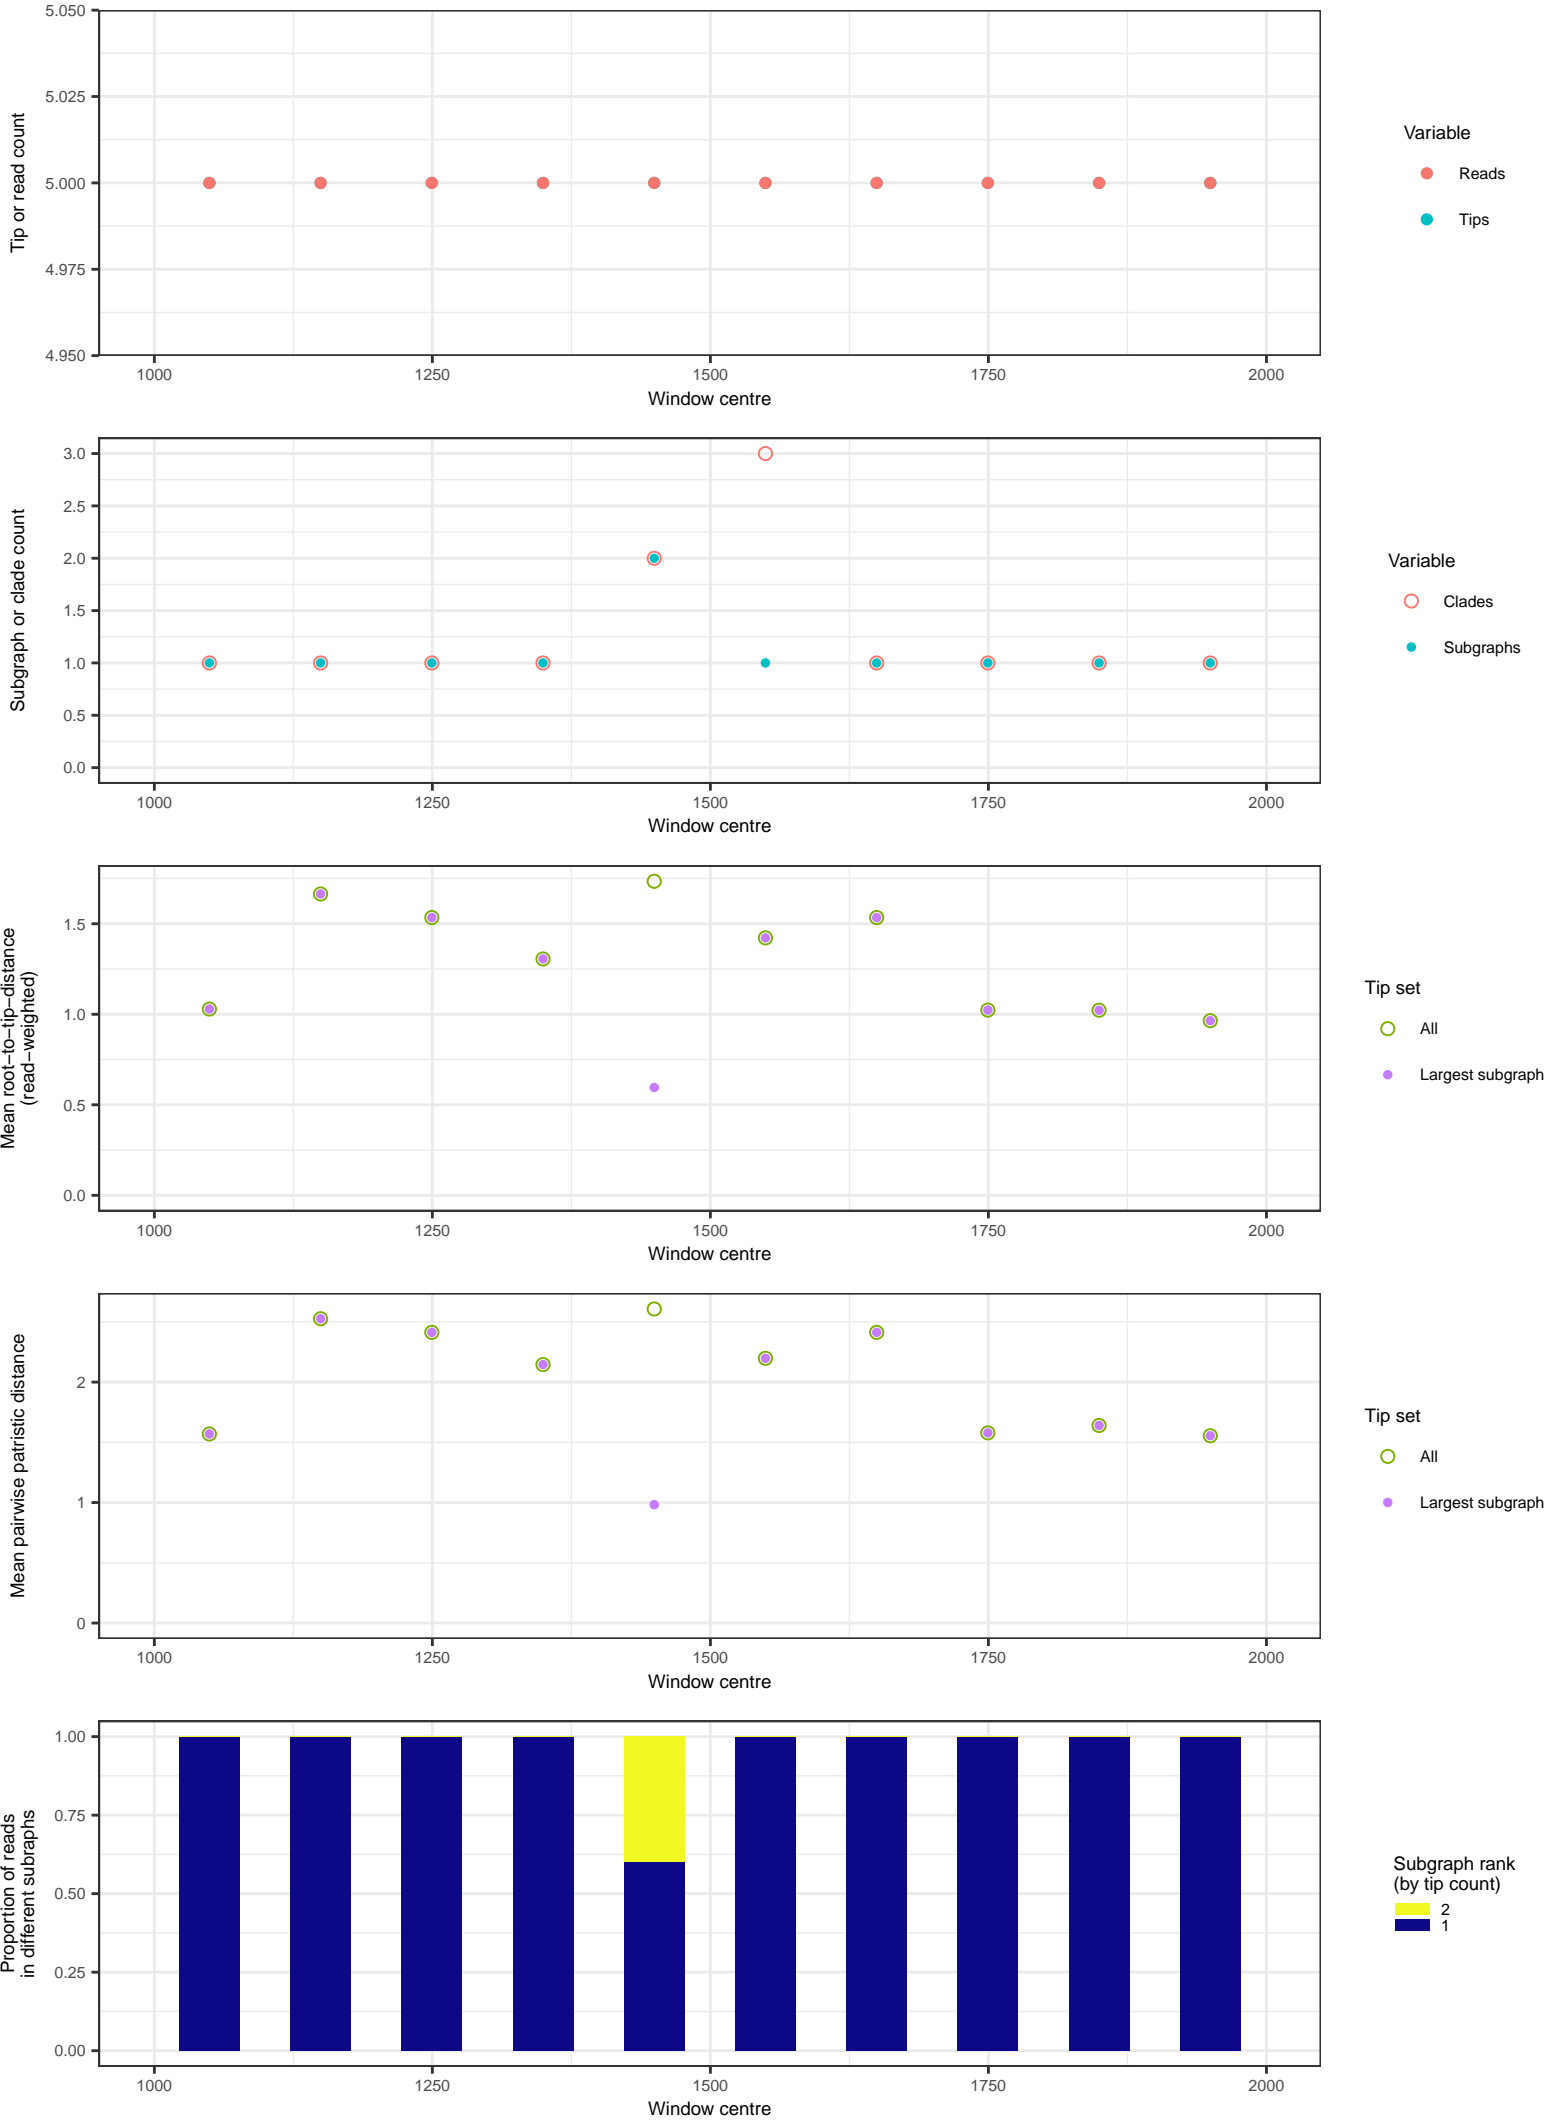 5.050
5.025
5.000
4.975
4.950
Tip or read count
1000 1250 1500 1750 2000
Window centre
Variable
Reads
Tips
3.0
2.5
2.0
1.5
1.0
0.5
0.0
Subgraph or clade count
1000 1250 1500 1750 2000
Window centre
Variable
Clades
Subgraphs
1.5
1.0
0.5
0.0
Mean root−to−tip−distance
(read−weighted)
1000 1250 1500 1750 2000
Window centre
Tip set
All
Largest subgraph
2
1
0
Mean pairwise patristic distance
1000 1250 1500 1750 2000
Window centre
Tip set
All
Largest subgraph
1.00
0.75
0.50
0.25
0.00
Proportion of reads
in different subraphs
1000 1250 1500 1750 2000
Window centre
Subgraph rank
(by tip count)
2
1